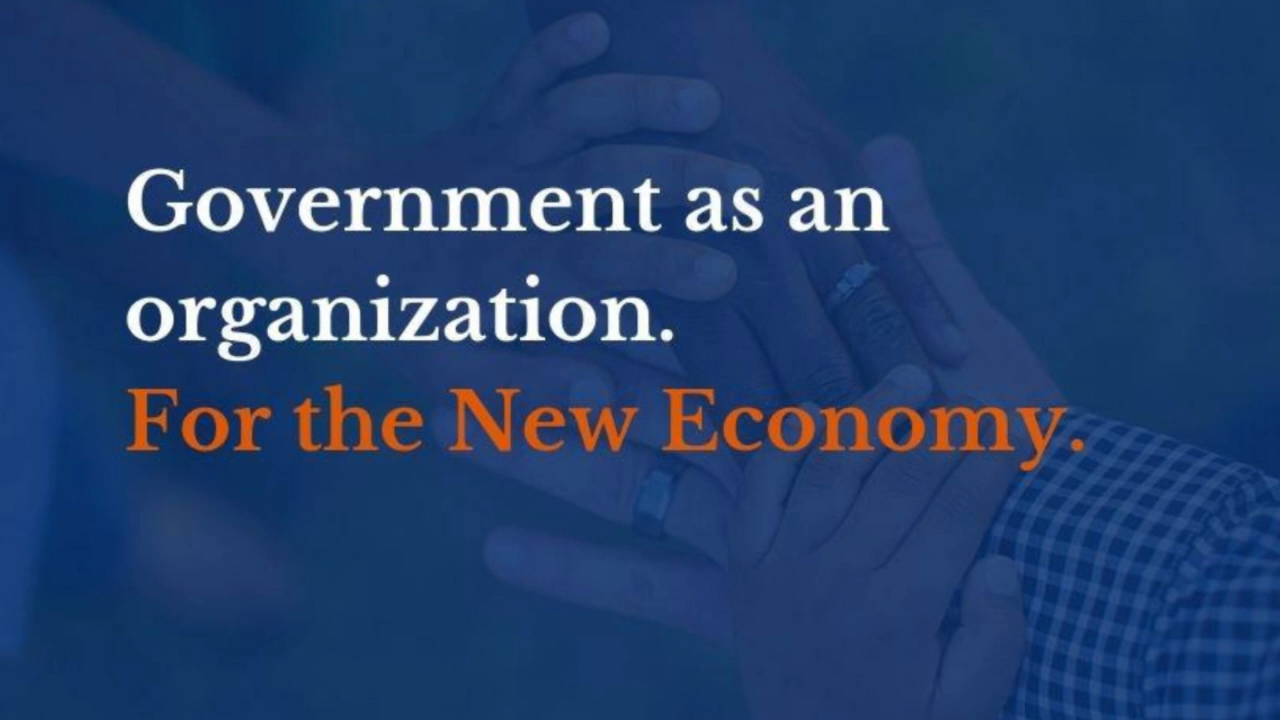 Government as an
organization.
For the New Economy.